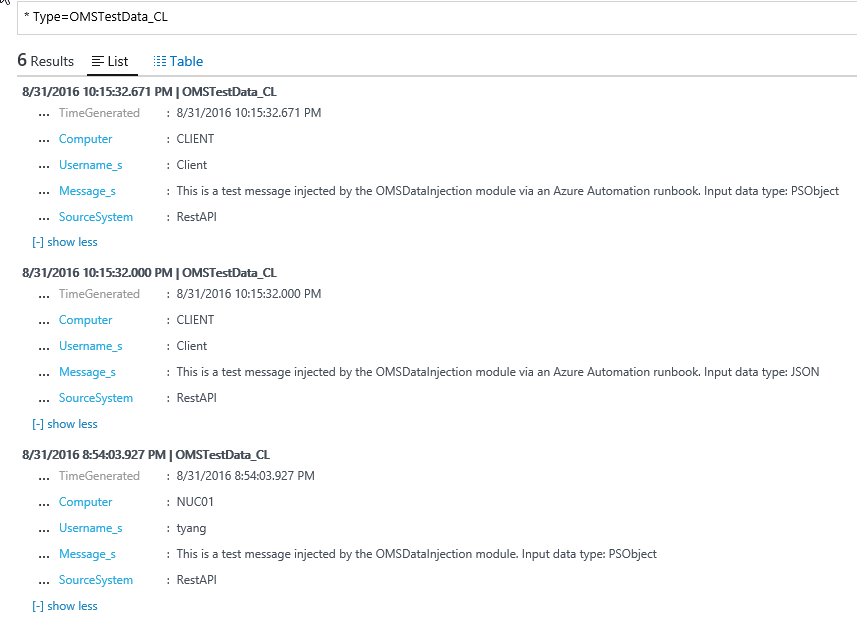 * Type=OMSTestData_CL
6 Results List Table
8/31/2016 10:15:32.671 PM | OMSTestData_CL
... TimeGenerated : 8/31/2016 10:15:32.671 PM
... Computer : CLIENT
... Username_s : Client
... Message_s : This is a test message injected by the OMSDataInjection module via an Azure Automation runbook. Input data type: PSObject
... SourceSystem : RestAPI
[-] show less
8/31/2016 10:15:32.000 PM | OMSTestData_CL
... TimeGenerated : 8/31/2016 10:15:32.000 PM
... Computer : CLIENT
... Username_s : Client
... Message_s : This is a test message injected by the OMSDataInjection module via an Azure Automation runbook. Input data type: JSON
... SourceSystem : RestAPI
[-] show less
8/31/2016 8:54:03.927 PM | OMSTestData_CL
... TimeGenerated : 8/31/2016 8:54:03.927 PM
... Computer : NUC01
... Username_s : tyang
... Message_s : This is a test message injected by the OMSDataInjection module. Input data type: PSObject
... SourceSystem : RestAPI
[-] show less